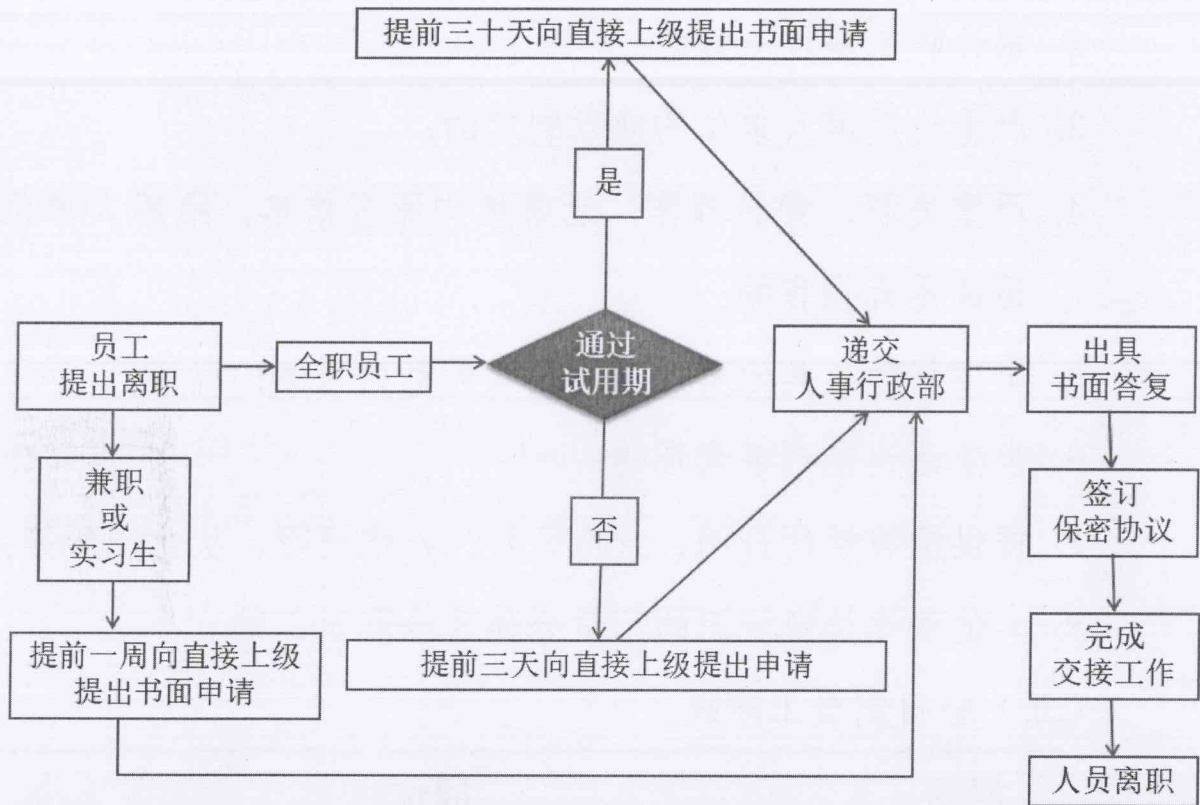 提前三十天向直接上级提出书面申请
是
员工
提出离职
全职员工
通过
试用期
递交
人事行政部
出具
书面答复
兼职
或
实习生
否
签订
保密协议
提前一周向直接上级
提出书面申请
提前三天向直接上级提出申请
完成
交接工作
人员离职